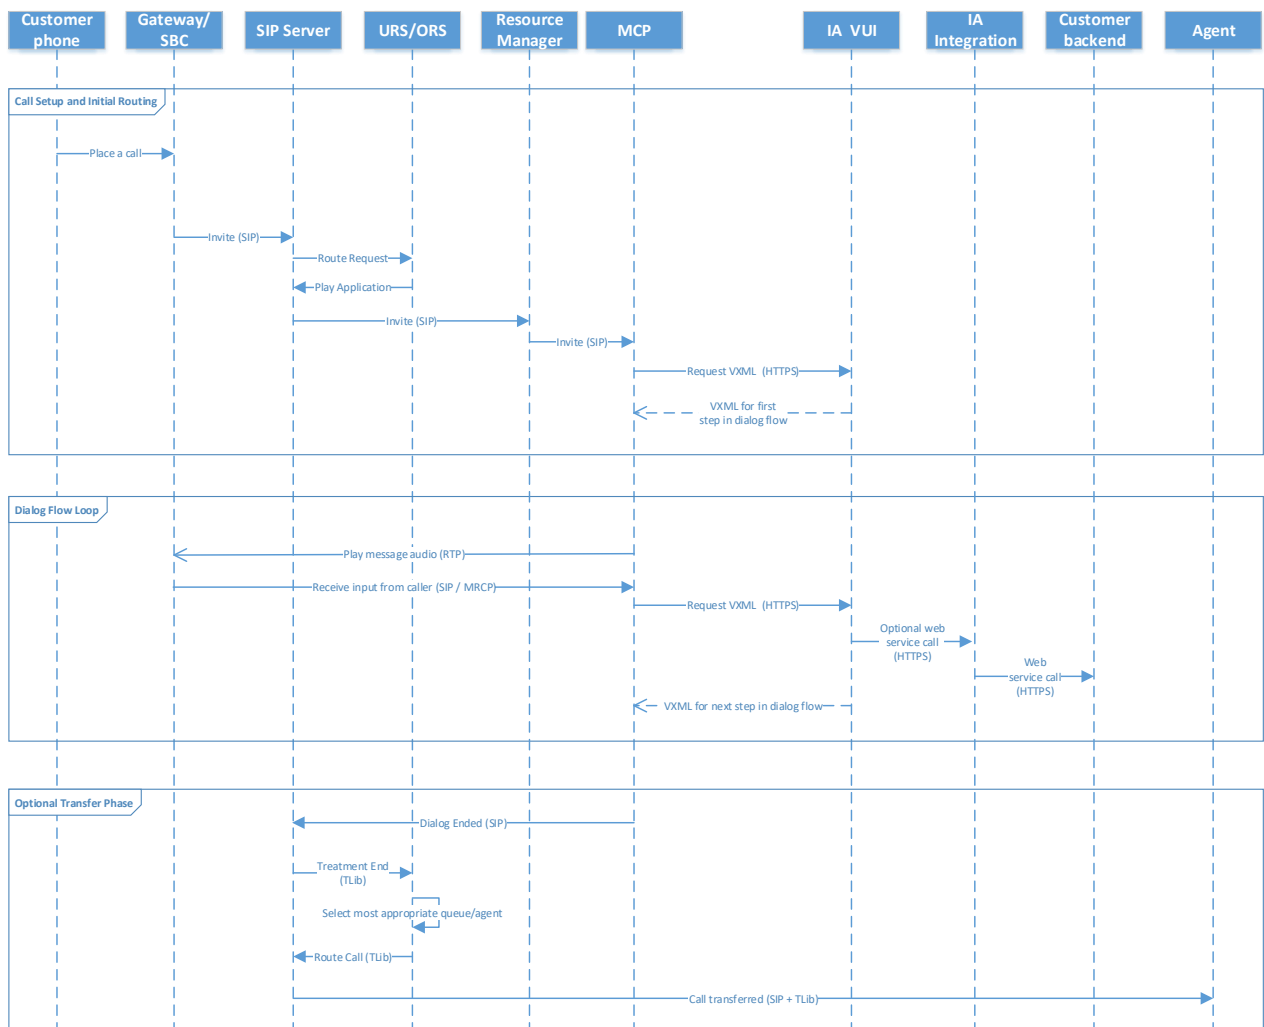 Customer
phone
Gateway/
SBC
SIP Server
URS/ORS
Resource
Manager
MCP
IA VUI
IA
Integration
Customer
backend
Agent
Call Setup and Initial Routing
Place a call
Invite (SIP)
Route Request
Play Application
Invite (SIP)
Invite (SIP)
Request VXML (HTTPS)
VXML for first
step in dialog flow
Dialog Flow Loop
Play message audio (RTP)
Receive input from caller (SIP / MRCP)
Request VXML (HTTPS)
Optional web
service call
(HTTPS)
Web
service call
(HTTPS)
VXML for next step in dialog flow
Optional Transfer Phase
Dialog Ended (SIP)
Treatment End
(TLib)
Select most appropriate queue/agent
Route Call (TLib)
Call transferred (SIP + TLib)